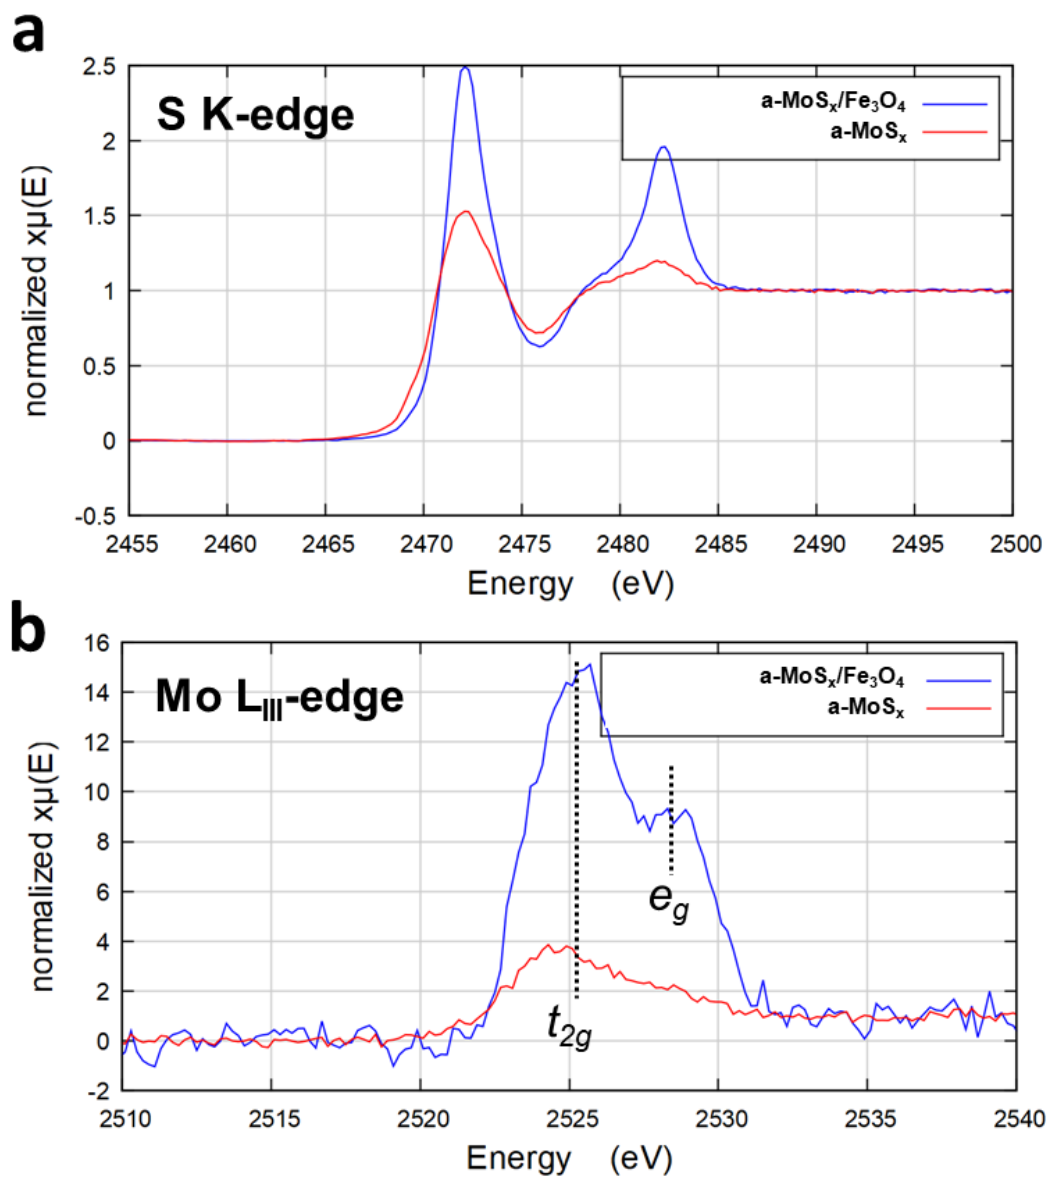 a
S K-edge
a-MoSx/Fe3O4
a-MoSx
normalized xμ(E)
2.5
2
1.5
1
0.5
0
-0.5
2455 2460 2465 2470 2475 2480 2485 2490 2495 2500
Energy (eV)
b
Mo LIII-edge
a-MoSx/Fe3O4
a-MoSx
normalized xμ(E)
16
14
12
10
8
6
4
2
0
-2
eg
t2g
2510 2515 2520 2525 2530 2535 2540
Energy (eV)